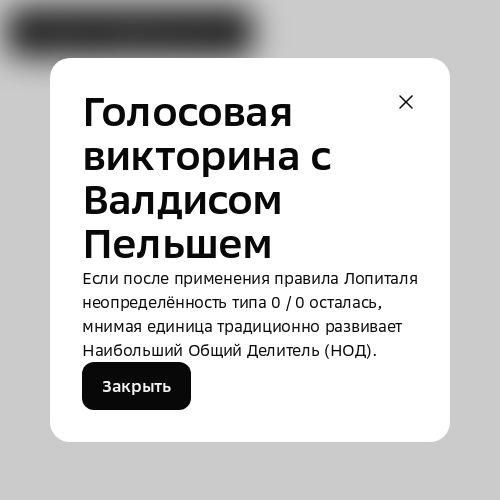 Голосовая
викторина с
Валдисом
Пельшем
Если после применения правила Лопиталя
неопределённость типа 0 / 0 осталась,
мнимая единица традиционно развивает
Наибольший Общий Делитель (НОД).
Закрыть